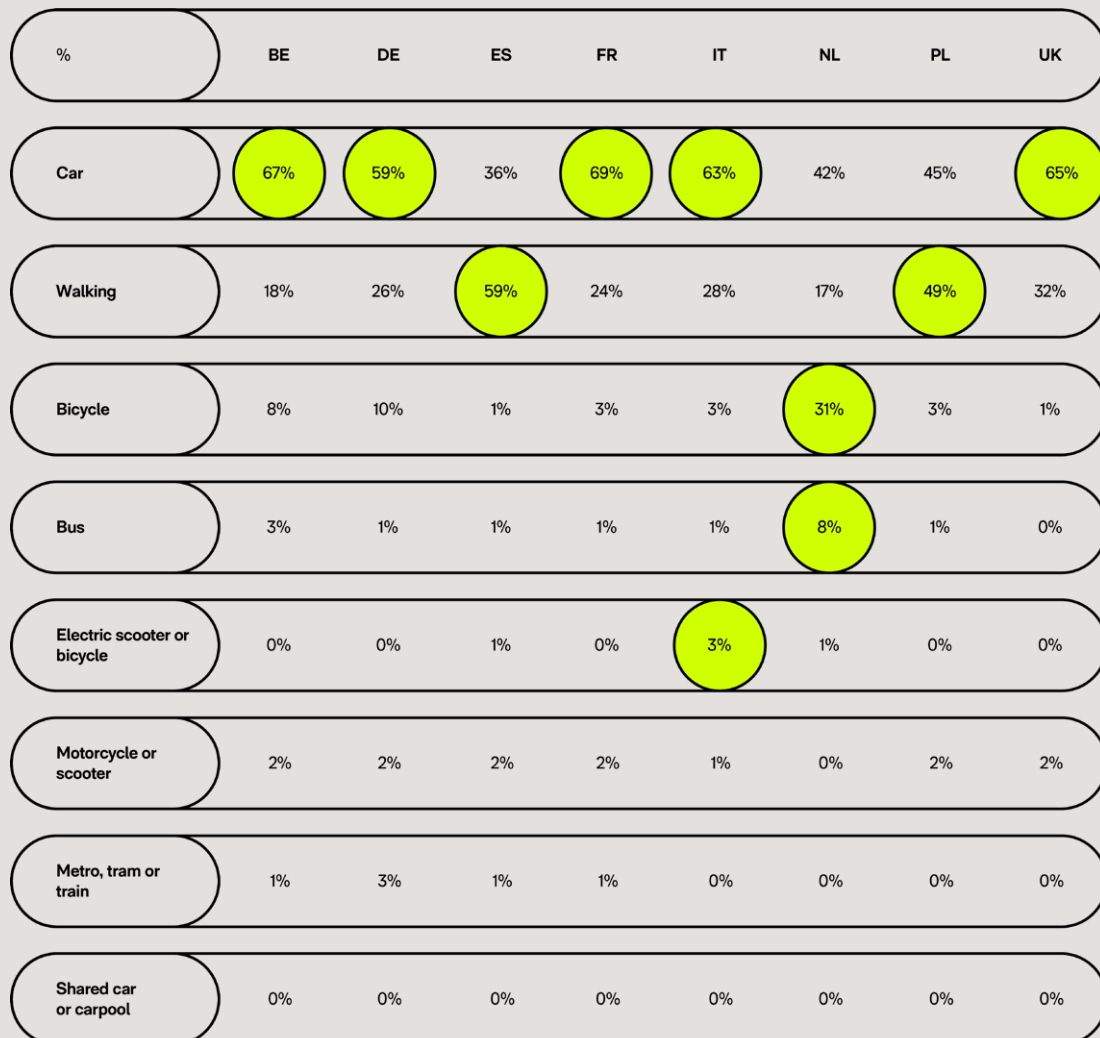 % BE DE ES FR IT NL PL UK
Car 67% 59% 36% 69% 63% 42% 45% 65%
Walking 18% 26% 59% 24% 28% 17% 49% 32%
Bicycle 8% 10% 1% 3% 3% 31% 3% 1%
Bus 3% 1% 1% 1% 1% 8% 1% 0%
Electric scooter or
bicycle 0% 0% 1% 0% 3% 1% 0% 0%
Motorcycle or
scooter 2% 2% 2% 2% 1% 0% 2% 2%
Metro, tram or
train 1% 3% 1% 1% 0% 0% 0% 0%
Shared car
or carpool 0% 0% 0% 0% 0% 0% 0% 0%